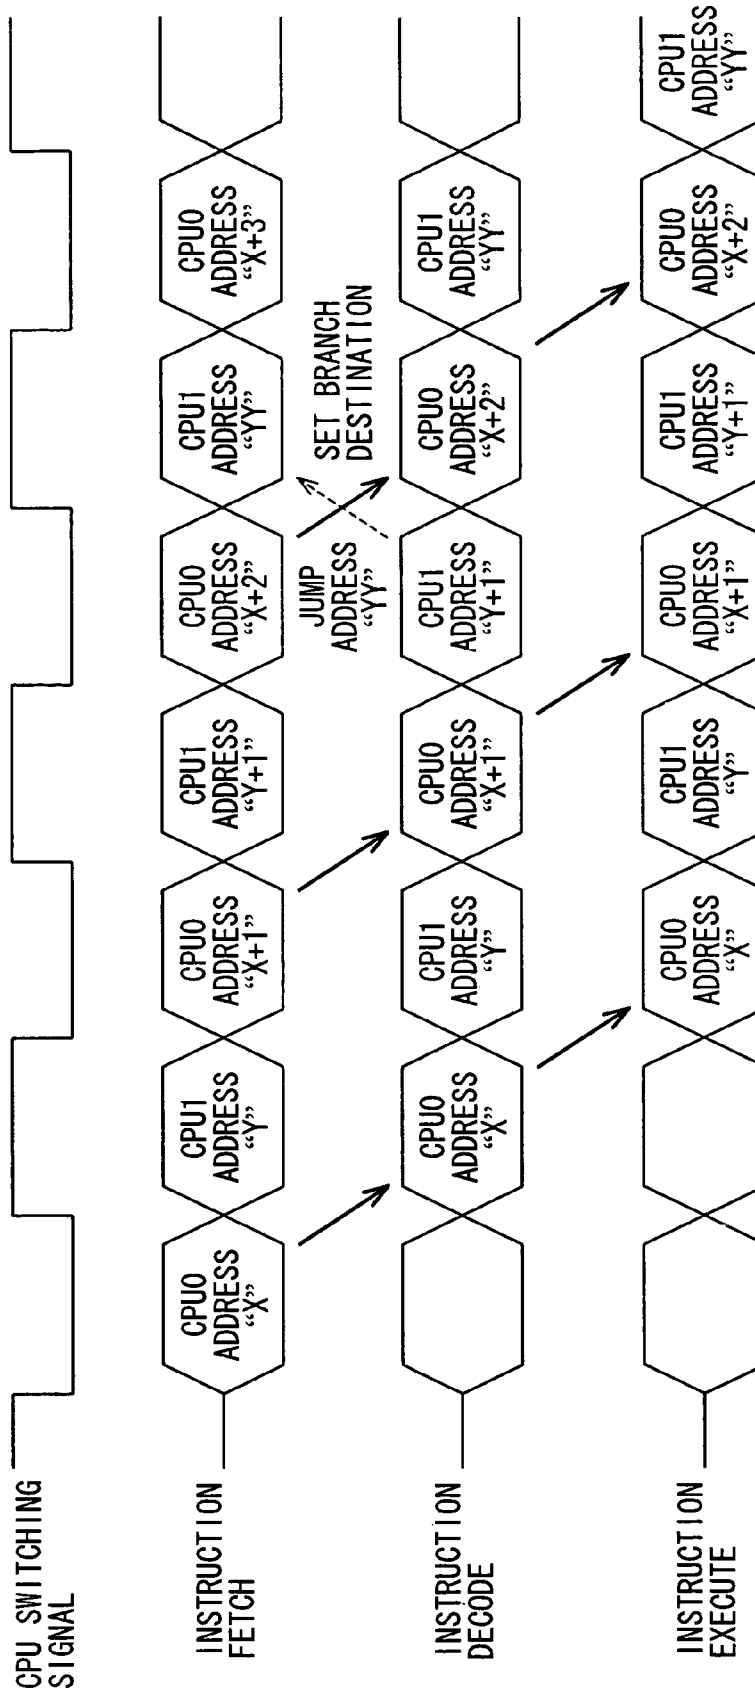 CPU SWITCHING
SIGNAL
INSTRUCTION
FETCH
CPU0
ADDRESS
“X”
CPU1
ADDRESS
“Y”
CPU0
ADDRESS
“X+1”
CPU1
ADDRESS
“Y+1”
CPU0
ADDRESS
“X+2”
CPU1
ADDRESS
“YY”
CPU0
ADDRESS
“X+3”
JUMP
ADDRESS
“YY”
SET BRANCH
DESTINATION
INSTRUCTION
DECODE
CPU0
ADDRESS
“X”
CPU1
ADDRESS
“Y”
CPU0
ADDRESS
“X+1”
CPU1
ADDRESS
“Y+1”
CPU0
ADDRESS
“X+2”
CPU1
ADDRESS
“YY”
INSTRUCTION
EXECUTE
CPU0
ADDRESS
“X”
CPU1
ADDRESS
“Y”
CPU0
ADDRESS
“X+1”
CPU1
ADDRESS
“Y+1”
CPU0
ADDRESS
“X+2”
CPU1
ADDRESS
“YY”